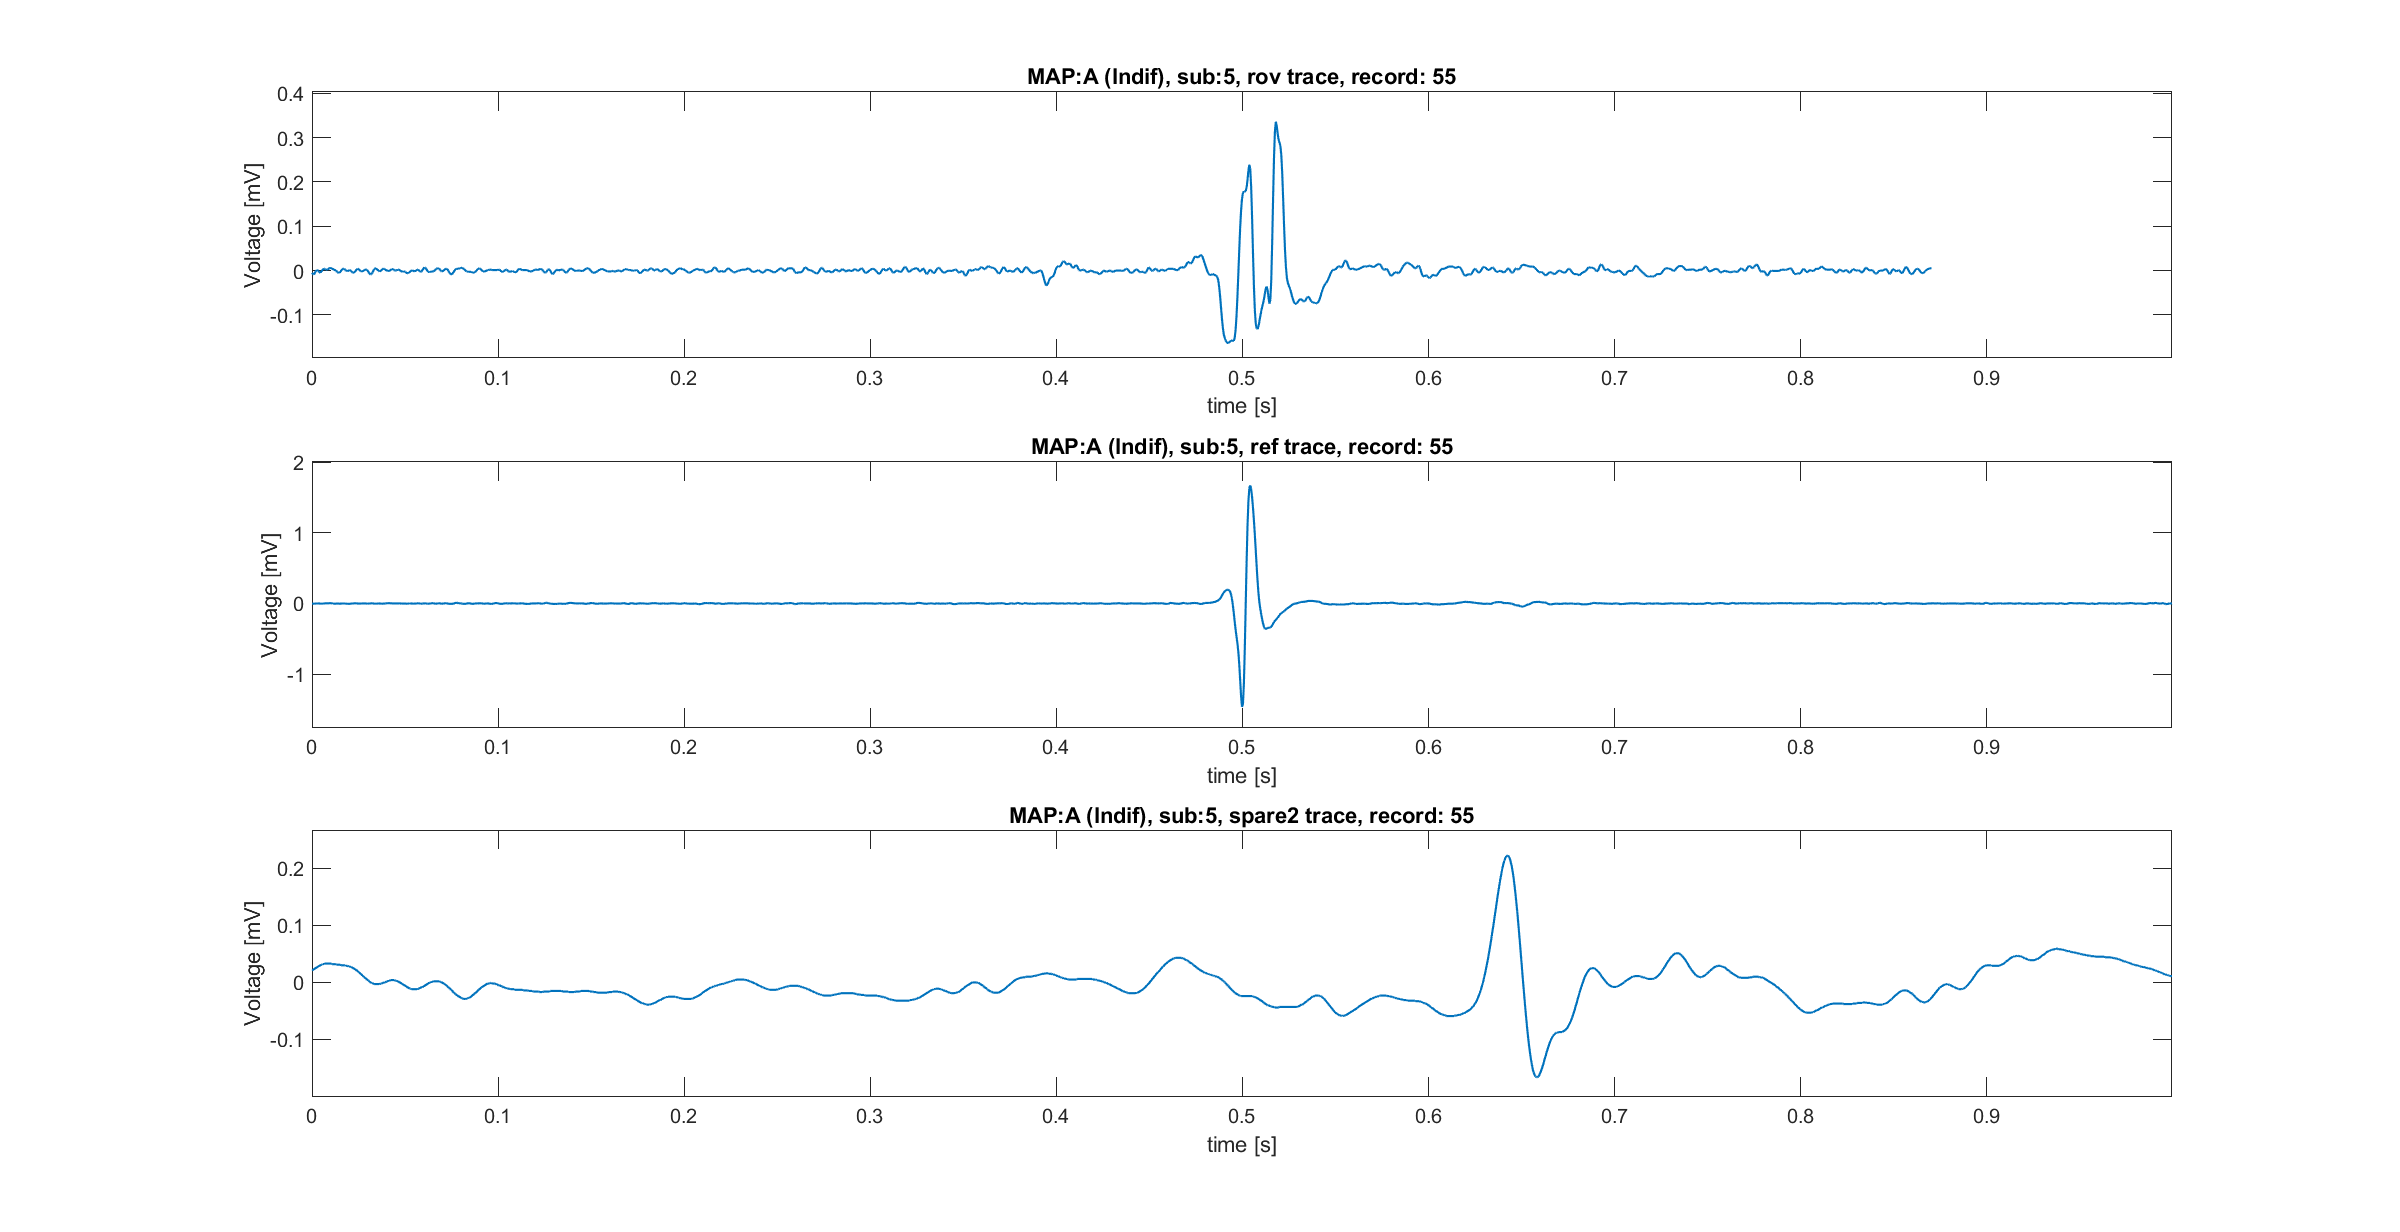 MAP:A (Indif), sub:5, rov trace, record: 55
Voltage [mV]
0.4
0.3
0.2
0.1
0
-0.1
0 0.1 0.2 0.3 0.4 0.5 0.6 0.7 0.8 0.9
time [s]
MAP:A (Indif), sub:5, ref trace, record: 55
Voltage [mV]
2
1
0
-1
0 0.1 0.2 0.3 0.4 0.5 0.6 0.7 0.8 0.9
time [s]
MAP:A (Indif), sub:5, spare2 trace, record: 55
Voltage [mV]
0.2
0.1
0
-0.1
0 0.1 0.2 0.3 0.4 0.5 0.6 0.7 0.8 0.9
time [s]